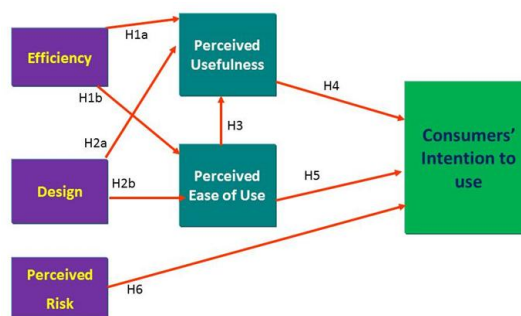 H1a
Efficiency
Perceived
Usefulness
H1b
H4
H2a
H3
Consumers’
Intention to
use
Design
H2b
Perceived
Ease of Use
H5
Perceived
Risk
H6